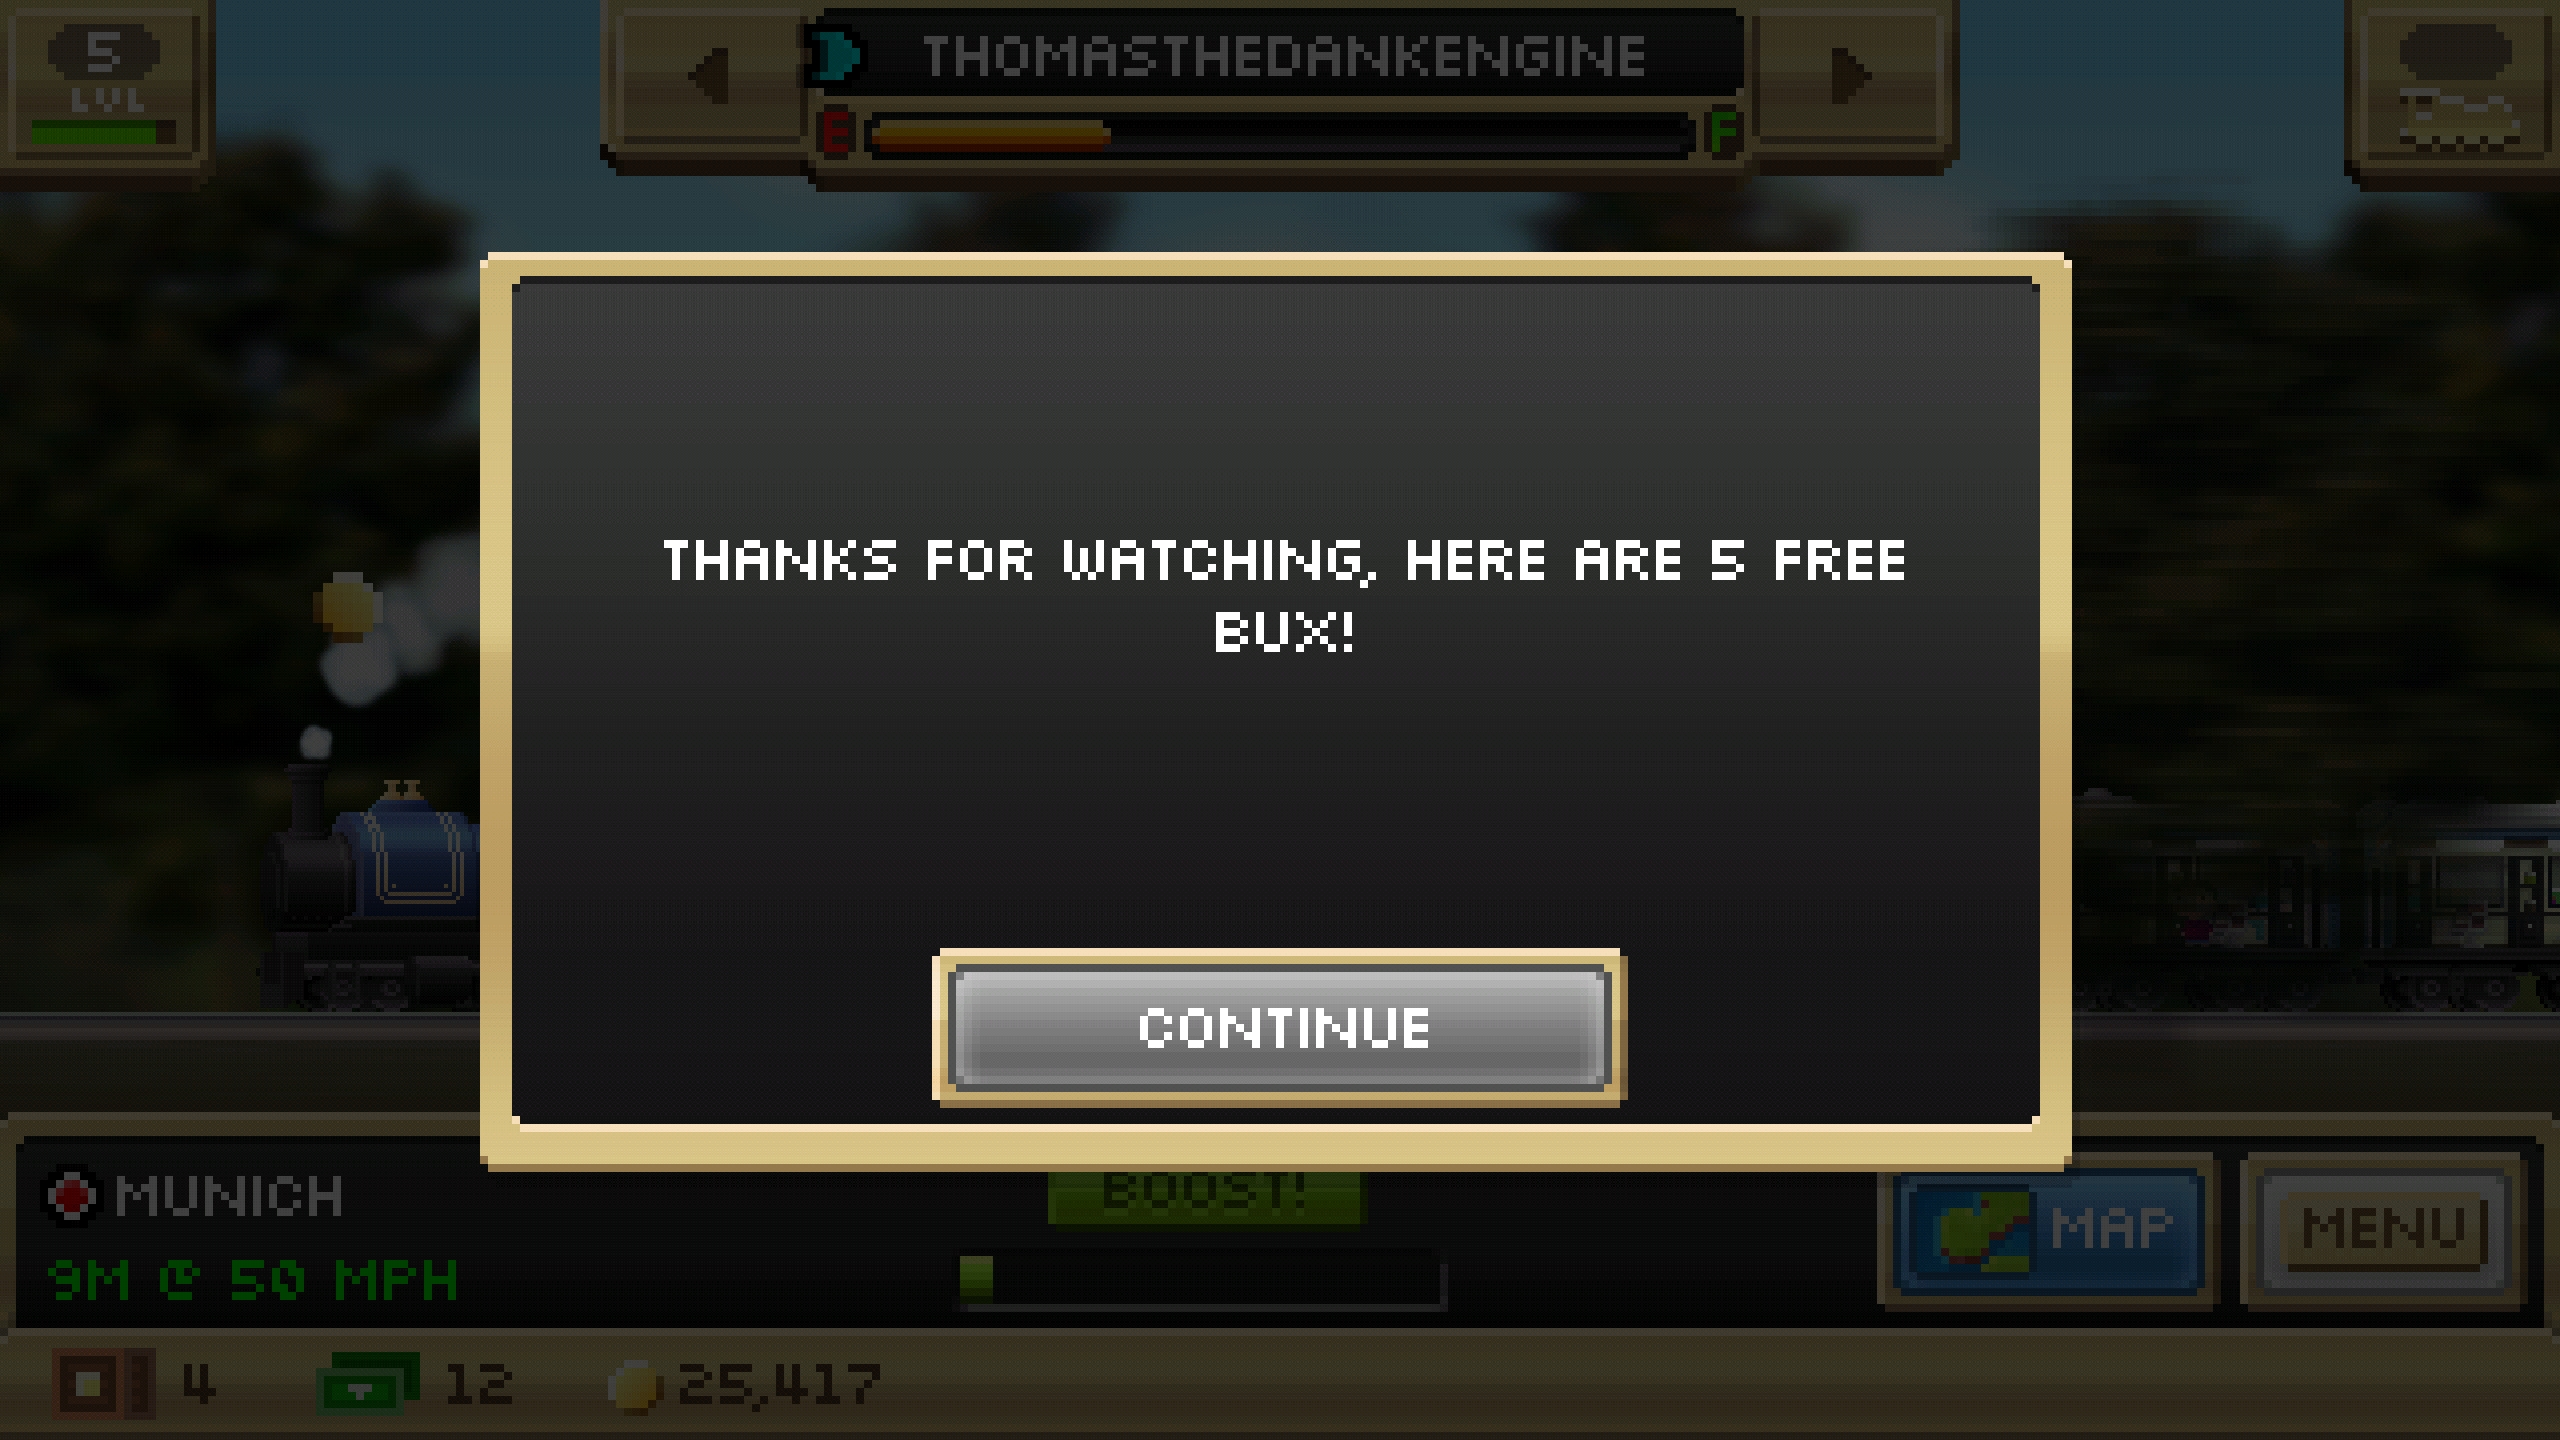 5
LVL
THOMASTHEDANKENGINE
E
F
THANKS FOR WATCHING, HERE ARE 5 FREE
BUX!
CONTINUE
MUNICH
BOOST!
MAP
MENU
9M @ 50 MPH
4
12
25,417